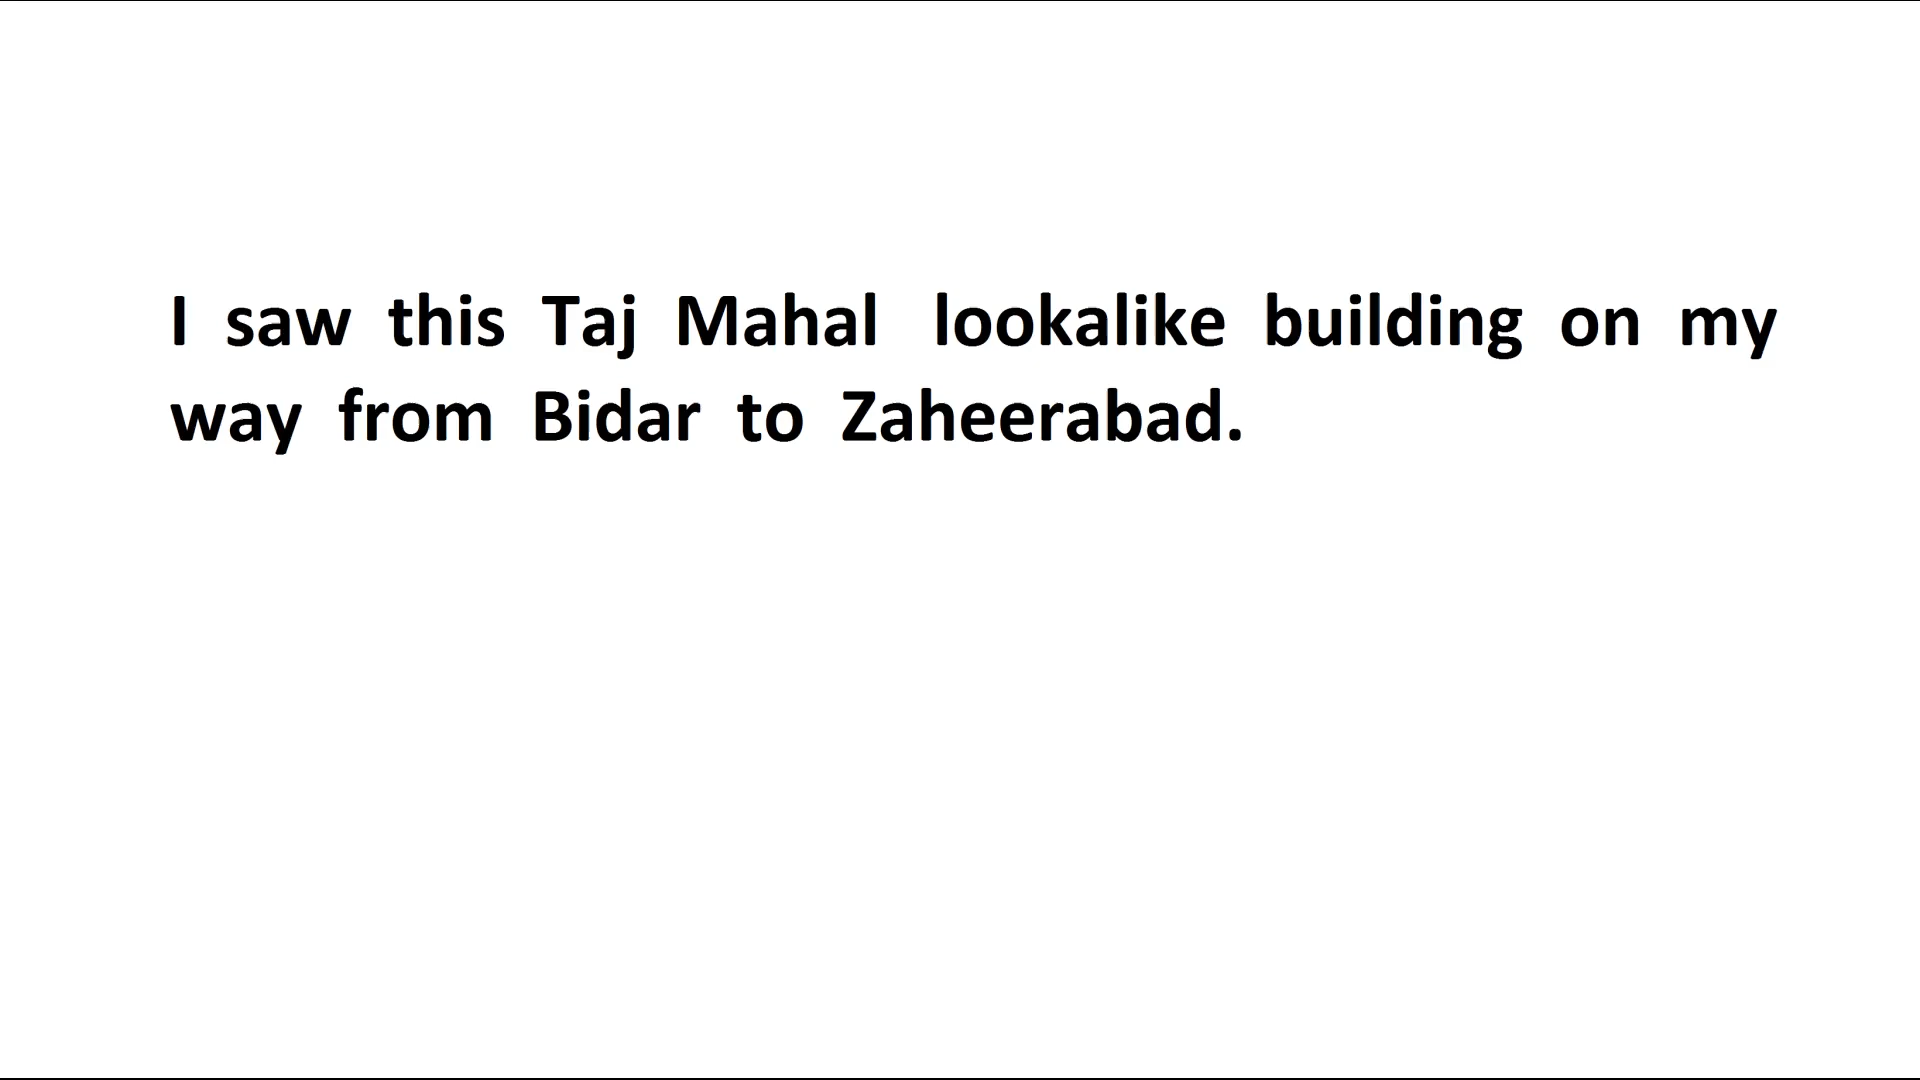 I saw this Taj Mahal lookalike building on my
way from Bidar to Zaheerabad.